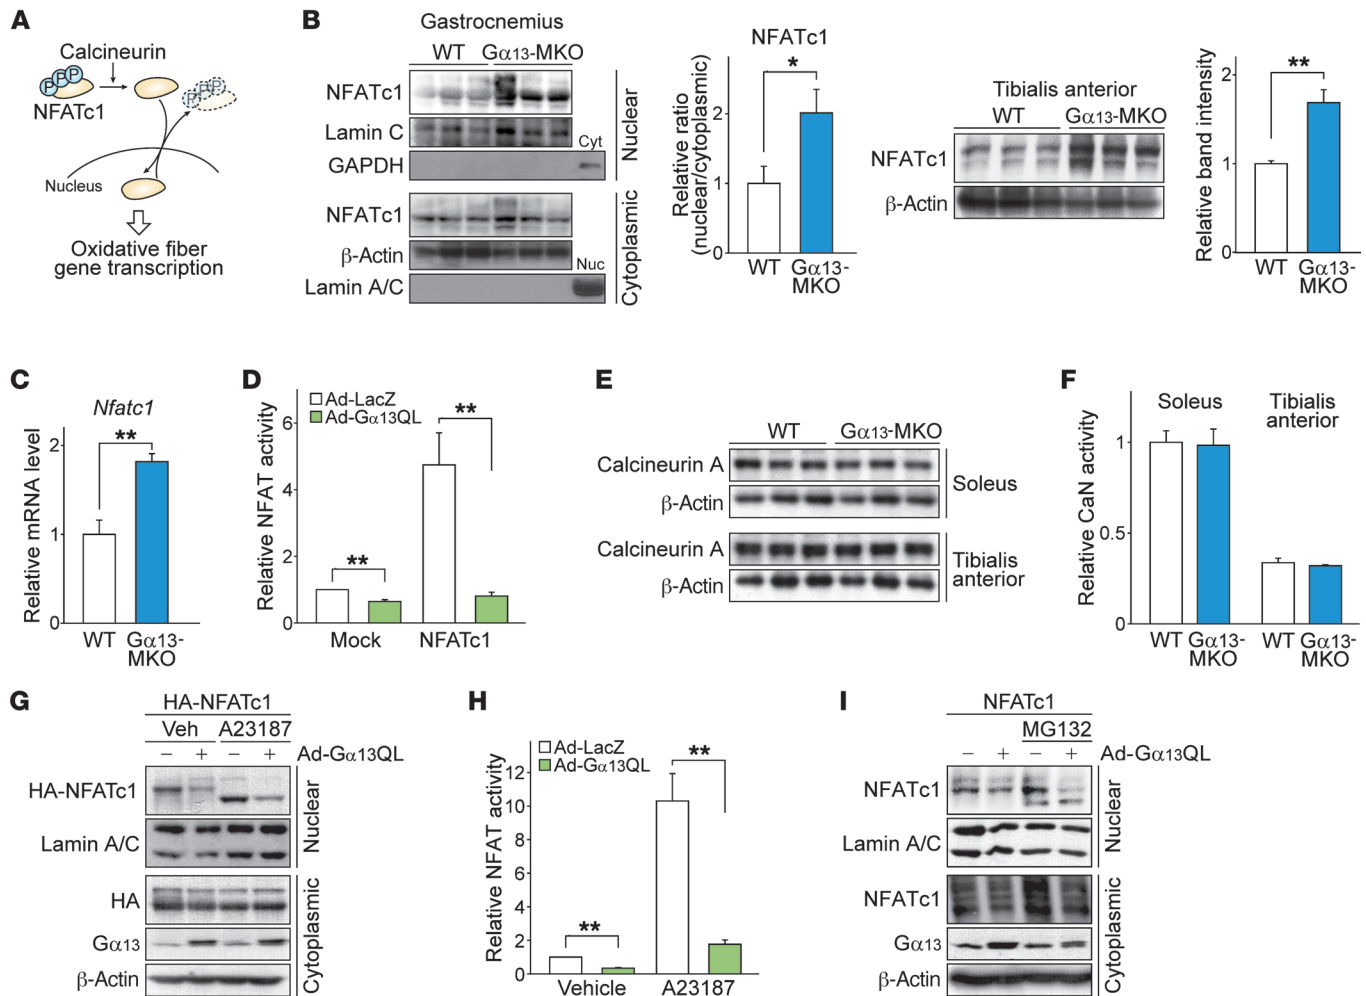 A
Calcineurin
P P P
NFATc1
P P P
Nucleus
Oxidative fiber
gene transcription
B
Gastrocnemius
WT Gα13-MKO
NFATc1
Lamin C
Cyt
GAPDH
Nuclear
NFATc1
β-Actin
Nuc
Lamin A/C
Cytoplasmic
NFATc1
*
Relative ratio
(nuclear/cytoplasmic)
2
1
0
WT Gα13-
MKO
Tibialis anterior
WT Gα13-MKO
NFATc1
β-Actin
**
Relative band intensity
2
1
0
WT Gα13-
MKO
C
Nfatc1
**
Relative mRNA level
2
1
0
WT Gα13-
MKO
D
Ad-LacZ
Ad-Gα13QL
**
**
Relative NFAT activity
6
4
2
0
Mock NFATc1
E
WT Gα13-MKO
Calcineurin A
β-Actin
Soleus
Calcineurin A
β-Actin
Tibialis
anterior
F
Soleus Tibialis
anterior
Relative CaN activity
1
0.5
0
WT Gα13-
MKO
WT Gα13-
MKO
G
HA-NFATc1
Veh A23187
− + − + Ad-Gα13QL
HA-NFATc1
Lamin A/C
Nuclear
HA
Gα13
β-Actin
Cytoplasmic
H
Ad-LacZ
Ad-Gα13QL
**
**
Relative NFAT activity
12
10
8
6
4
2
0
Vehicle A23187
I
NFATc1
MG132
− + − + Ad-Gα13QL
NFATc1
Lamin A/C
Nuclear
NFATc1
Gα13
β-Actin
Cytoplasmic